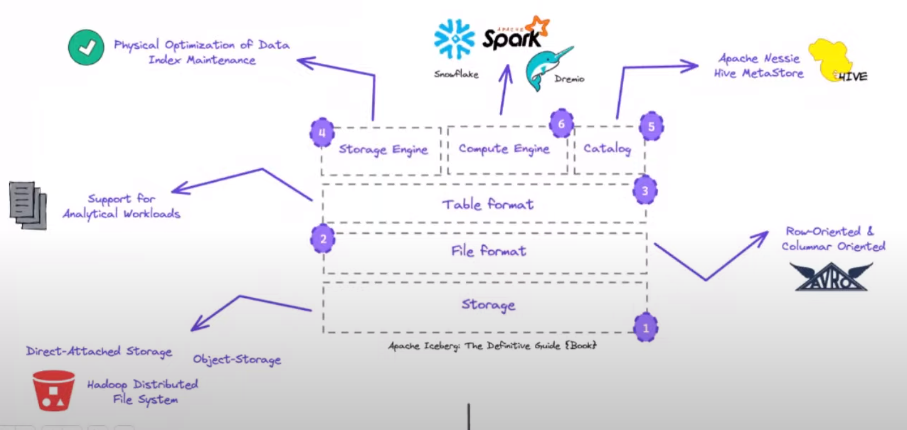 Physical Optimization of Data
Index Maintenance
Snowflake
APACHE
Spark
Dremio
Apache Nessie
Hive MetaStore
HIVE
4
Storage Engine
6
Compute Engine
5
Catalog
3
Table format
Support for
Analytical Workloads
2
File format
Row-Oriented &
Columnar Oriented
AVRO
Storage
1
Apache Iceberg: The Definitive Guide {Book}
Direct-Attached Storage
Object-Storage
Hadoop Distributed
File System